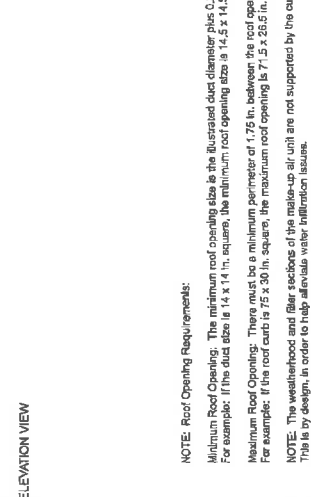 ELEVATION VIEW
NOTE: Roof Opening Requirements:
Minimum Roof Opening: The minimum roof opening size is the illustrated duct diameter plus 0.
For example: If the duct size is 14 x 14 in. square, the minimum roof opening size is 14.5 x 14.5
Maximum Roof Opening: There must be a minimum perimeter of 1.75 in. between the roof ope
For example: If the roof curb is 75 x 30 in. square, the maximum roof opening is 71.5 x 26.5 in.
NOTE: The weatherhood and filter sections of the make-up air unit are not supported by the cu
This is by design, in order to help alleviate water infiltration issues.